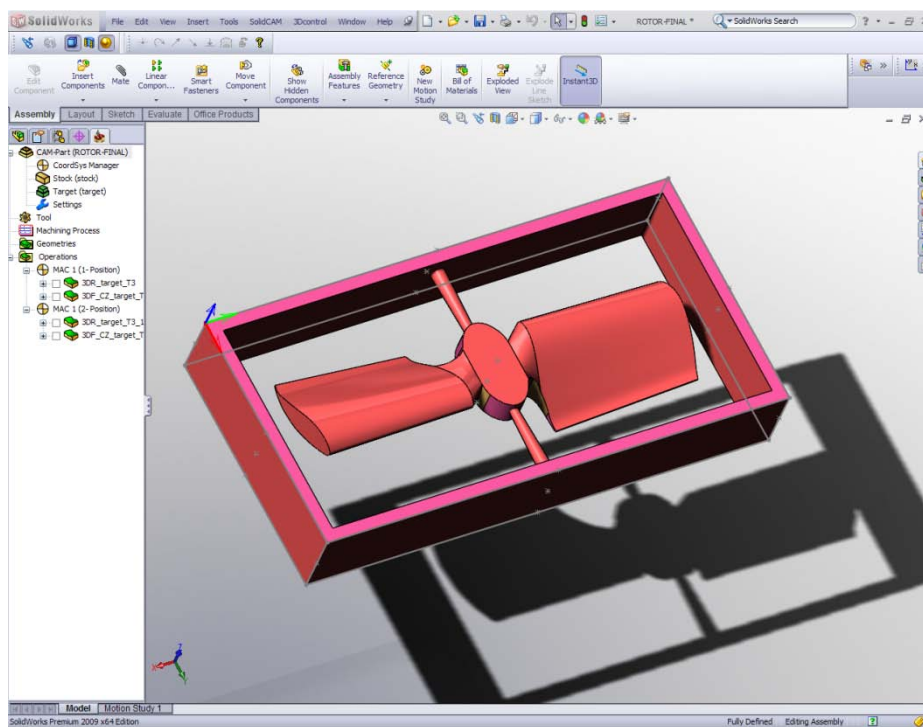 SolidWorks File Edit View Insert Tools SolidCAM 3Dcontrol Window Help ROTOR-FINAL * SolidWorks Search
Edit Component
Insert Components
Mate
Linear Compon...
Smart Fasteners
Move Component
Show Hidden Components
Assembly Features
Reference Geometry
New Motion Study
Bill of Materials
Exploded View
Explode Line Sketch
Instant3D
Assembly Layout Sketch Evaluate Office Products
CAM-Part (ROTOR-FINAL)
CoordSys Manager
Stock (stock)
Target (target)
Settings
Tool
Machining Process
Geometries
Operations
MAC 1 (1- Position)
3DR_target_T3
3DF_CZ_target_T
MAC 1 (2- Position)
3DR_target_T3_1
3DF_CZ_target_T
Model Motion Study 1
SolidWorks Premium 2009 x64 Edition Fully Defined Editing Assembly